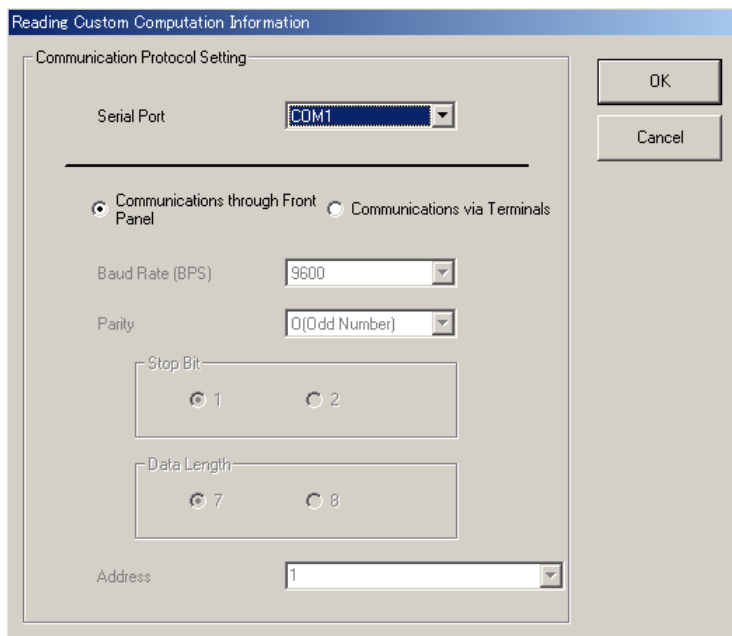 Reading Custom Computation Information
Communication Protocol Setting
OK
Serial Port
COM1
Cancel
Communications through Front
Panel
Communications via Terminals
Baud Rate (BPS)
9600
Parity
O(Odd Number)
Stop Bit
1
2
Data Length
7
8
Address
1